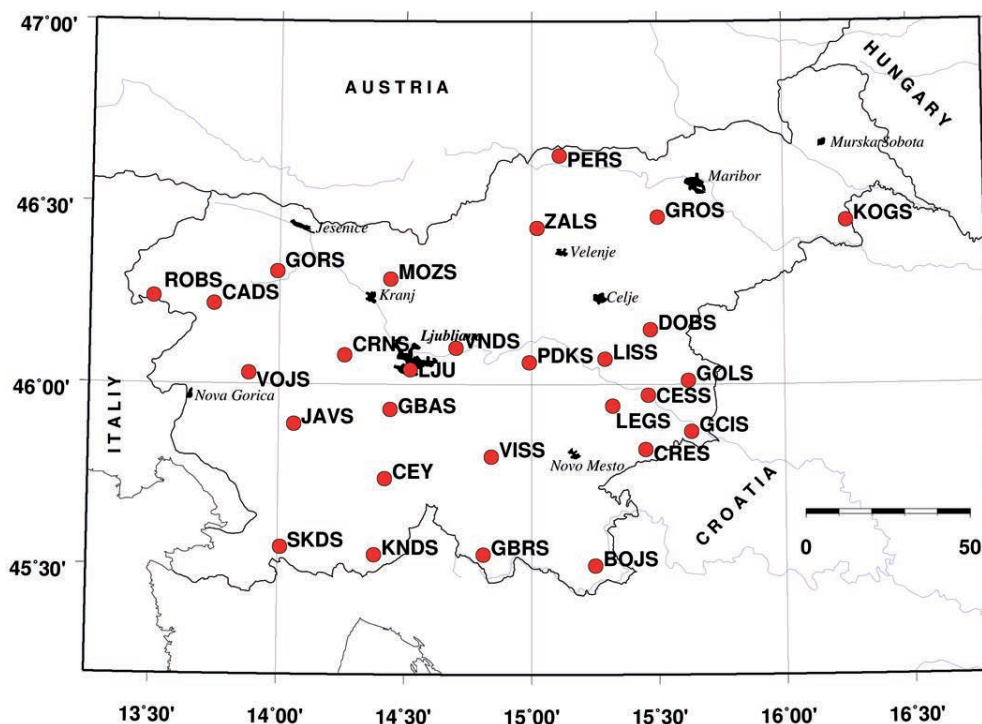 47°00'
AUSTRIA
HUNGARY
Murska Sobota
PERS
Maribor
46°30'
ZALS
GROS
KOGS
Jesenice
Velenje
GORS
MOZS
ROBS
CADS
Kranj
Celje
DOBS
Ljubljana
CRNS
VNDS
PDKS
LISS
LJU
GOLS
46°00'
VOJS
Nova Gorica
CESS
ITALIY
JAVS
GBAS
LEGS
GCIS
VISS
Novo Mesto
CRES
CEY
CROATIA
SKDS
KNDS
GBRS
BOJS
45°30'
0
50
13°30'
14°00'
14°30'
15°00'
15°30'
16°00'
16°30'